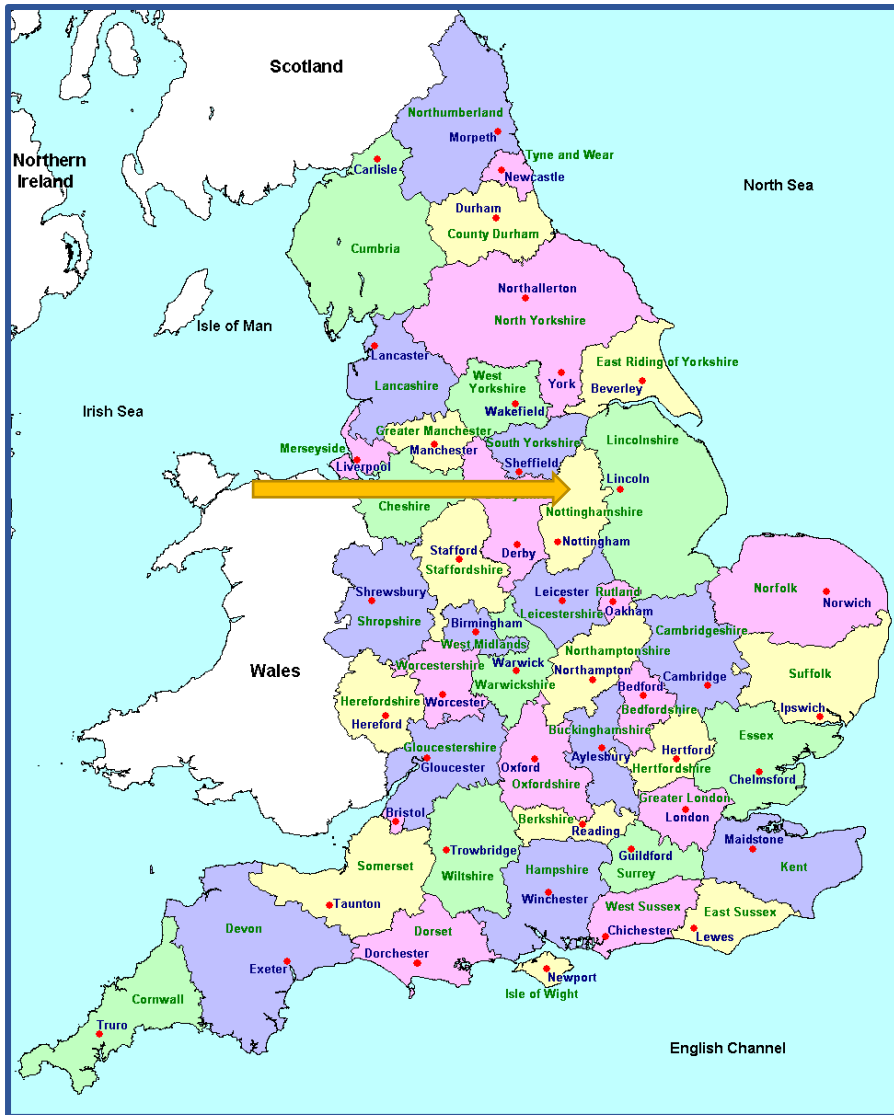 Scotland
Northumberland
Morpeth
Northern
Ireland
Tyne and Wear
Carlisle
Newcastle
North Sea
Durham
County Durham
Cumbria
Northallerton
North Yorkshire
Isle of Man
Lancaster
East Riding of Yorkshire
West
Yorkshire
York
Beverley
Lancashire
Irish Sea
Wakefield
Greater Manchester
Merseyside
Manchester
South Yorkshire
Lincolnshire
Liverpool
Sheffield
Lincoln
Cheshire
Nottinghamshire
Nottingham
Stafford
Staffordshire
Derby
Shrewsbury
Shropshire
Leicester
Leicestershire
Rutland
Oakham
Norfolk
Norwich
Birmingham
West Midlands
Cambridgeshire
Northamptonshire
Wales
Worcestershire
Warwick
Warwickshire
Northampton
Cambridge
Suffolk
Bedford
Bedfordshire
Herefordshire
Hereford
Worcester
Ipswich
Buckinghamshire
Essex
Gloucestershire
Gloucester
Oxford
Oxfordshire
Aylesbury
Hertford
Hertfordshire
Chelmsford
Greater London
London
Bristol
Berkshire
Reading
Maidstone
Kent
Somerset
Trowbridge
Wiltshire
Hampshire
Guildford
Surrey
Winchester
Taunton
West Sussex
East Sussex
Devon
Dorset
Dorchester
Chichester
Lewes
Exeter
Newport
Isle of Wight
Cornwall
Truro
English Channel